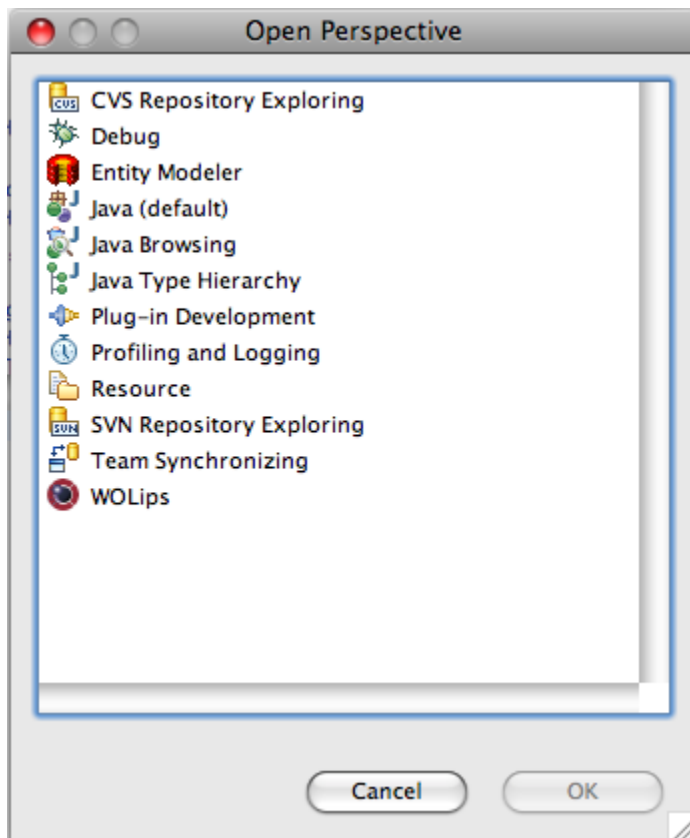 Open Perspective
CVS Repository Exploring
Debug
Entity Modeler
Java (default)
Java Browsing
Java Type Hierarchy
Plug-in Development
Profiling and Logging
Resource
SVN Repository Exploring
Team Synchronizing
WOLips
Cancel OK